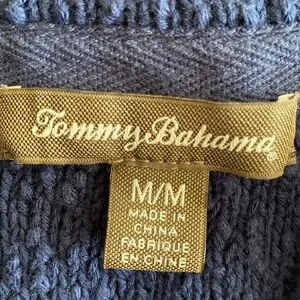 Tommy Bahama®
M/M
MADE IN
CHINA
FABRIQUE
EN CHINE